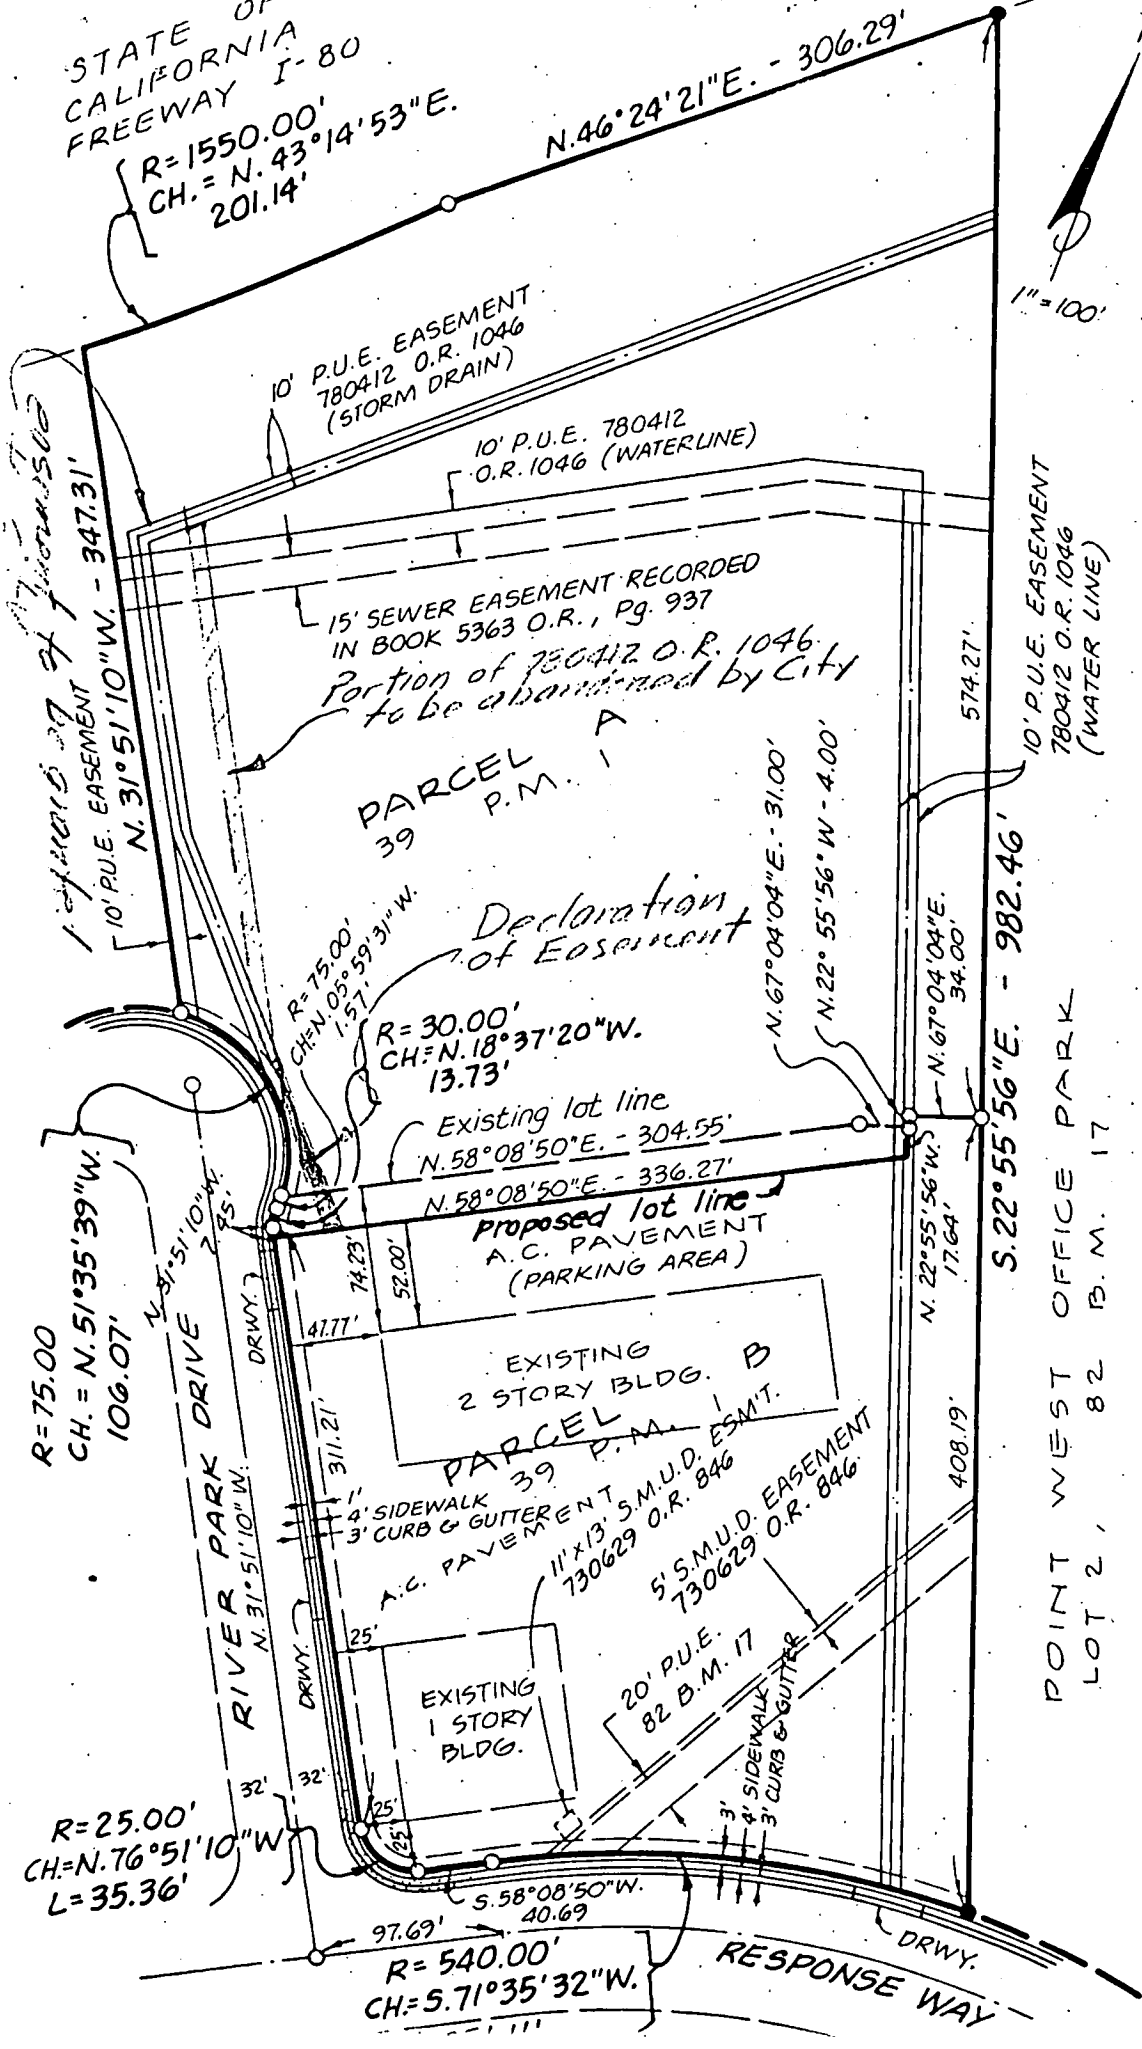 STATE OF
CALIFORNIA
FREEWAY I-80
R=1550.00'
CH.= N. 43°14'53"E.
201.14'
N.46°24'21"E. - 306.29'
1"=100'
10' P.U.E. EASEMENT
780412 O.R. 1046
(STORM DRAIN)
10' P.U.E. 780412
O.R. 1046 (WATERLINE)
N. 31°51'10"W. - 347.31'
10' P.U.E. EASEMENT
15' SEWER EASEMENT RECORDED
IN BOOK 5363 O.R., Pg. 937
Portion of 780412 O.R. 1046
to be abandoned by City
PARCEL A
39 P.M. 1
10' P.U.E. EASEMENT
780412 O.R. 1046
(WATER LINE)
574.27'
S.22°55'56"E. - 982.46'
Declaration
of Easement
R=75.00'
CH=N.05°59'31"W.
1.57'
R=30.00'
CH=N.18°37'20"W.
13.73'
N.67°04'04"E. - 31.00'
N.22°55'56"W - 4.00'
N.67°04'04"E.
34.00'
Existing lot line
N.58°08'50"E. - 304.55'
N.58°08'50"E. - 336.27'
proposed lot line
A.C. PAVEMENT
(PARKING AREA)
N. 22°55'56"W.
17.64'
R=75.00
CH.= N.51°35'39"W.
106.07'
N.31°51'10"W.
DRWY.
74.23'
52.00'
47.77'
EXISTING
2 STORY BLDG.
PARCEL B
39 P.M. 1
311.21'
1'
4' SIDEWALK
3' CURB & GUTTER
A.C. PAVEMENT
11'x13' S.M.U.D. ESM'T.
730629 O.R. 846
5' S.M.U.D. EASEMENT
730629 O.R. 846
408.19'
POINT WEST OFFICE PARK
LOT 2, 82 B.M. 17
RIVER PARK DRIVE
N.31°51'10"W.
DRWY.
25'
EXISTING
1 STORY
BLDG.
20' P.U.E.
82 B.M. 17
3'
4' SIDEWALK
3' CURB & GUTTER
32'
32'
25'
25'
R=25.00'
CH=N.76°51'10"W
L=35.36'
S.58°08'50"W.
40.69
97.69'
R=540.00'
CH=S.71°35'32"W.
DRWY.
RESPONSE WAY